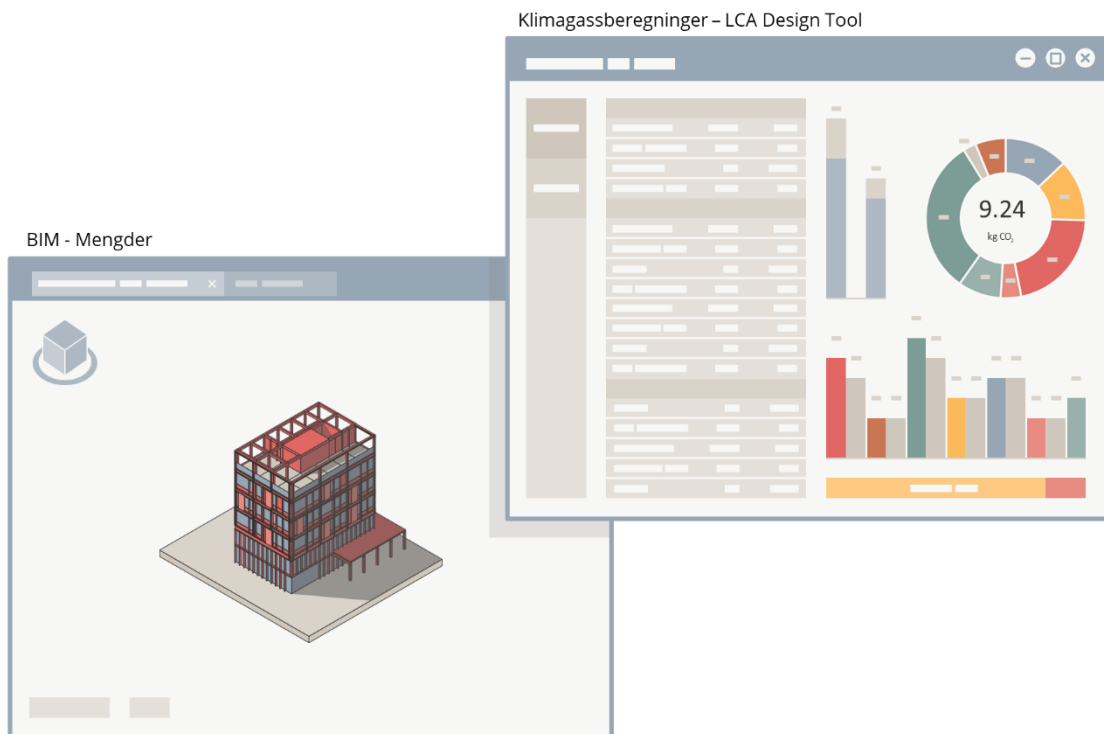 Klimagassberegninger – LCA Design Tool
BIM - Mengder
9.24
kg CO₂